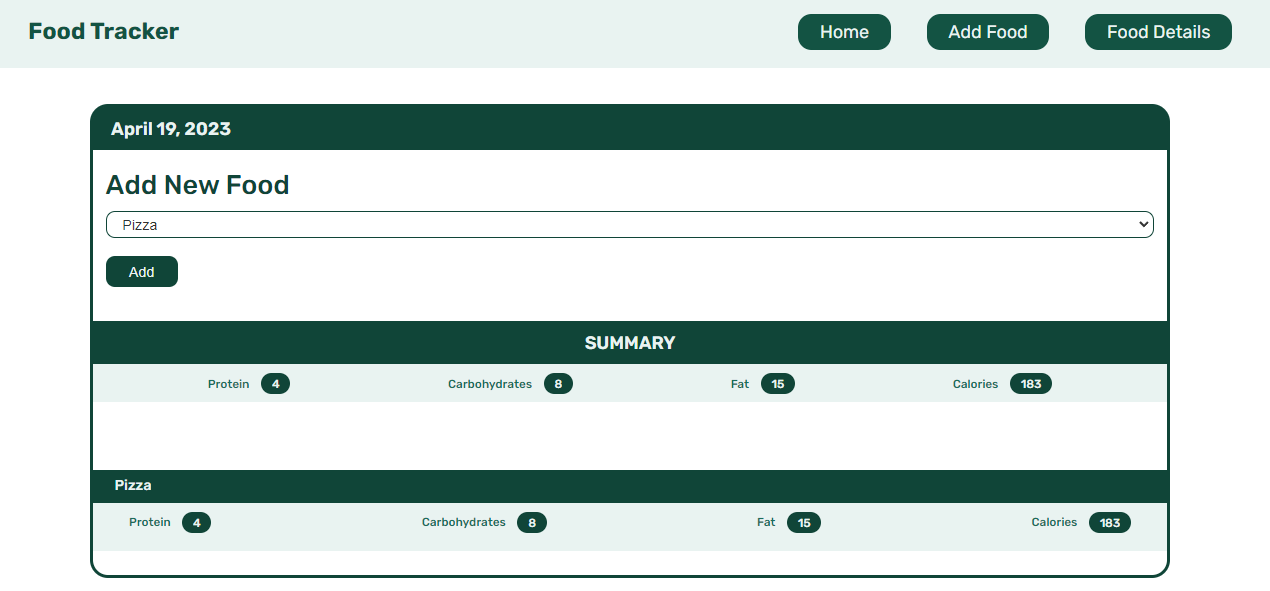 Food Tracker Home Add Food Food Details
April 19, 2023
Add New Food
Pizza
Add
SUMMARY
Protein 4 Carbohydrates 8 Fat 15 Calories 183
Pizza
Protein 4 Carbohydrates 8 Fat 15 Calories 183